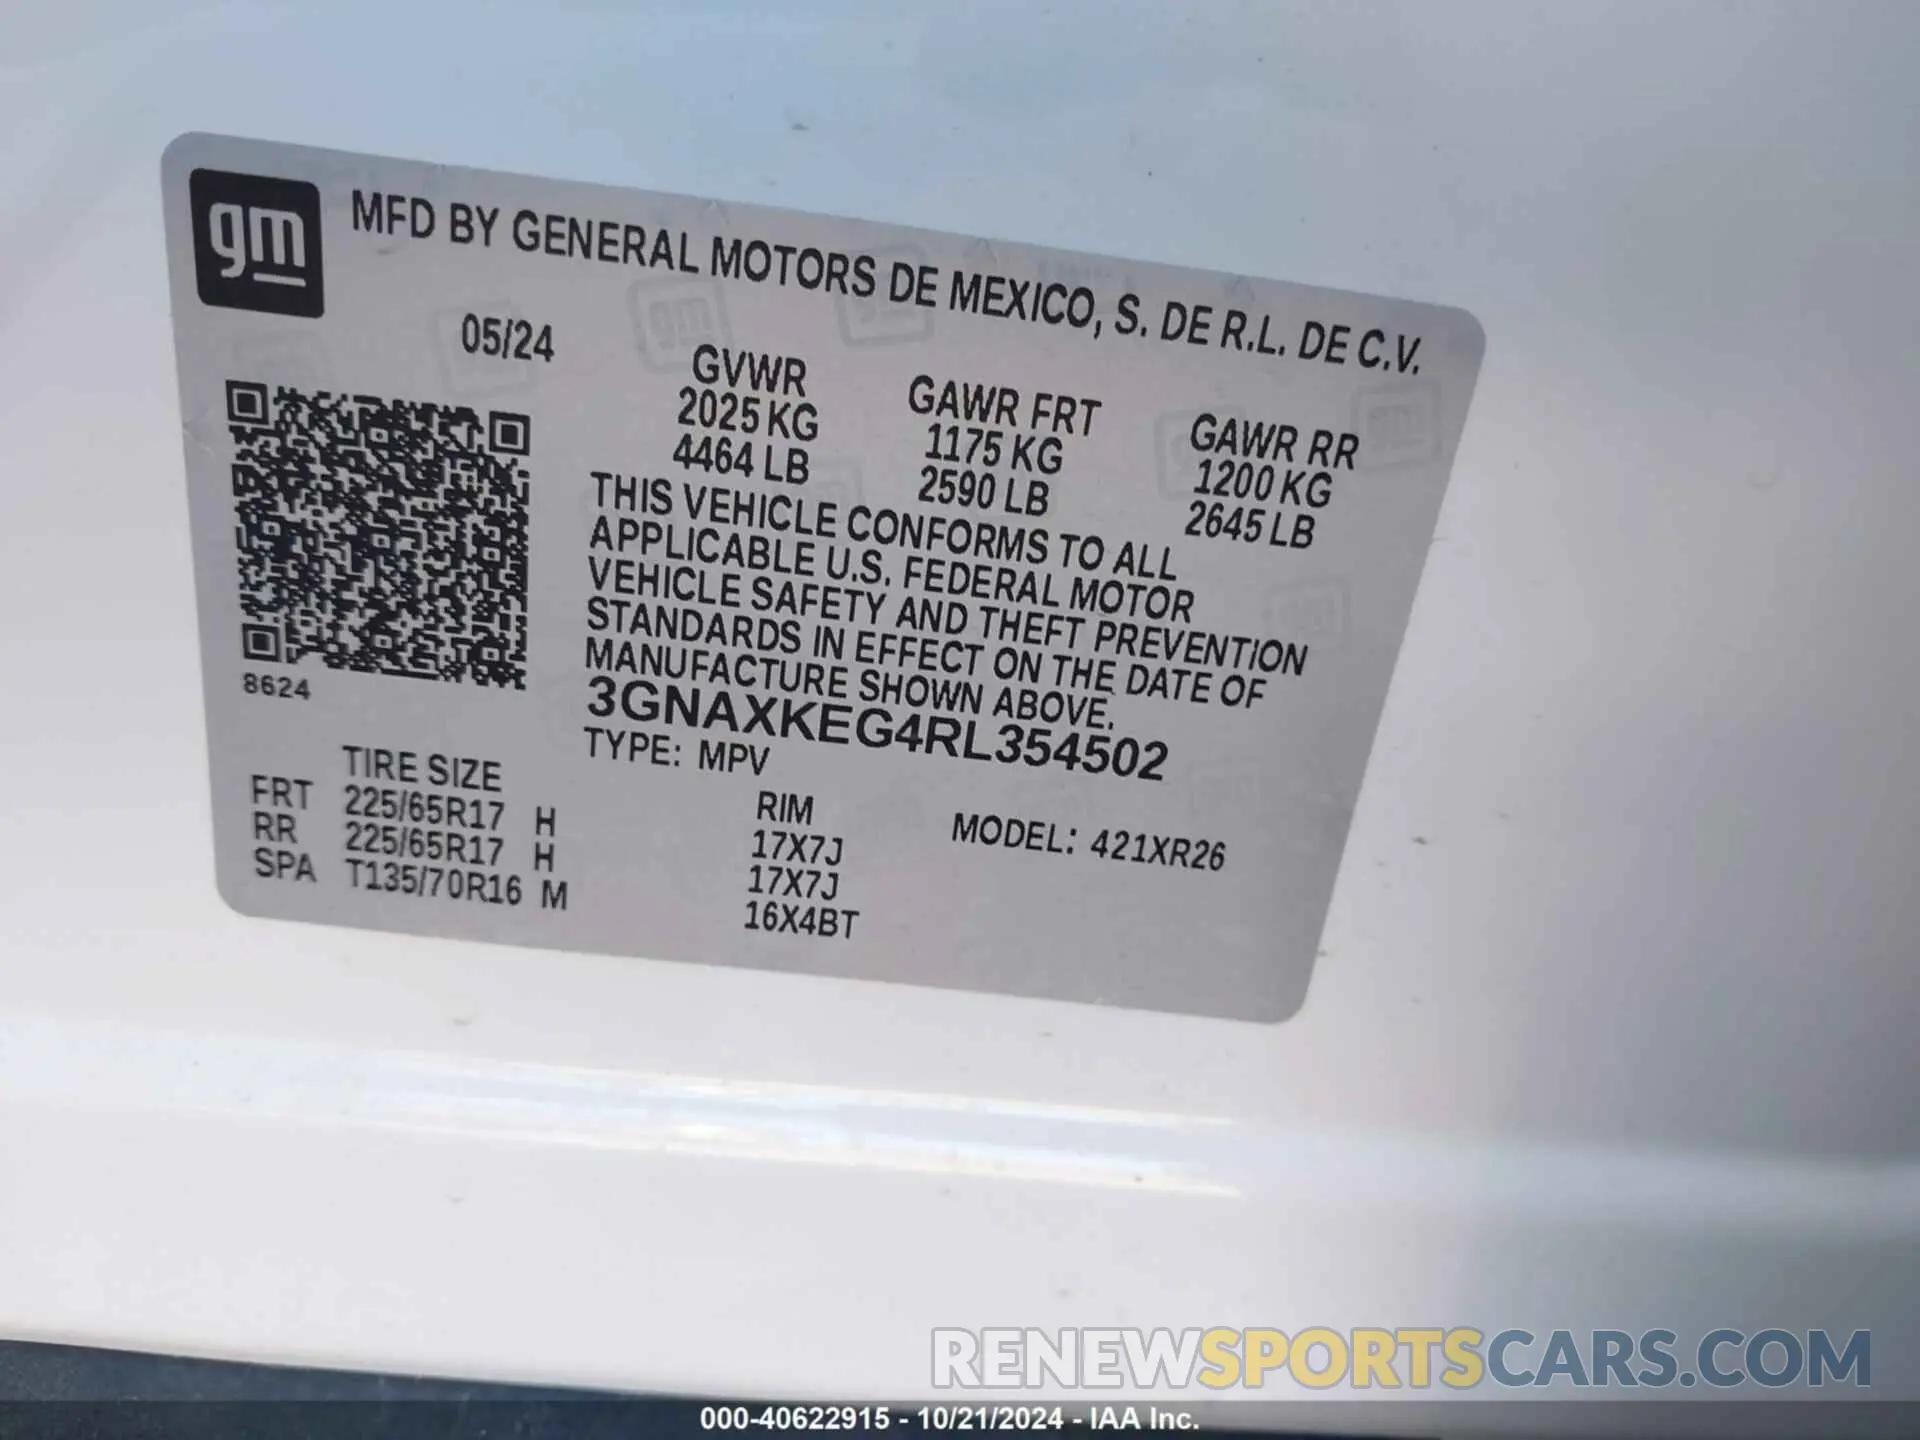 gm
MFD BY GENERAL MOTORS DE MEXICO, S. DE R.L. DE C.V.
05/24
GVWR
2025 KG
4464 LB
GAWR FRT
1175 KG
2590 LB
GAWR RR
1200 KG
2645 LB
THIS VEHICLE CONFORMS TO ALL
APPLICABLE U.S. FEDERAL MOTOR
VEHICLE SAFETY AND THEFT PREVENTION
STANDARDS IN EFFECT ON THE DATE OF
MANUFACTURE SHOWN ABOVE.
3GNAXKEG4RL354502
TYPE: MPV
8624
TIRE SIZE
FRT 225/65R17 H
RR 225/65R17 H
SPA T135/70R16 M
RIM
17X7J
17X7J
16X4BT
MODEL: 421XR26
RENEWSPORTSCARS.COM
000-40622915 - 10/21/2024 - IAA Inc.